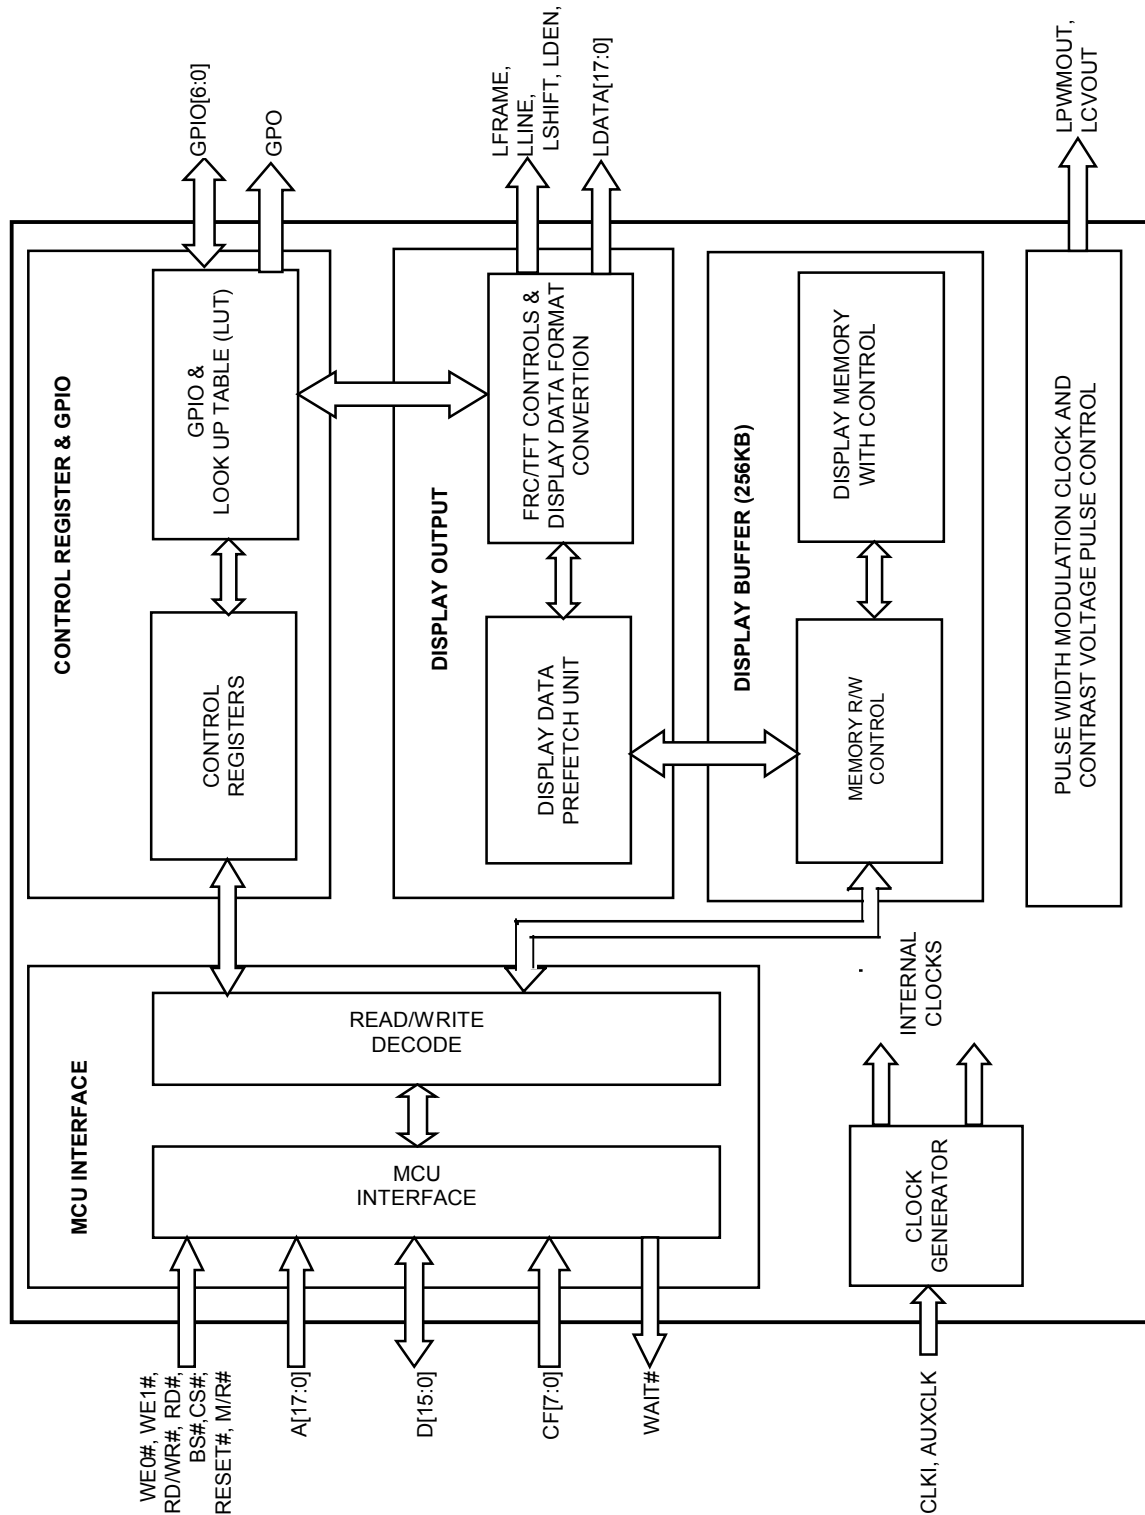 WE0#, WE1#,
RD/WR#, RD#,
BS#,CS#,
RESET#, M/R#
A[17:0]
D[15:0]
CF[7:0]
WAIT#
CLKI, AUXCLK
MCU INTERFACE
MCU
INTERFACE
READ/WRITE
DECODE
CLOCK
GENERATOR
INTERNAL
CLOCKS
CONTROL REGISTER & GPIO
CONTROL
REGISTERS
GPIO &
LOOK UP TABLE (LUT)
DISPLAY OUTPUT
DISPLAY DATA
PREFETCH UNIT
FRC/TFT CONTROLS &
DISPLAY DATA FORMAT
CONVERTION
DISPLAY BUFFER (256KB)
MEMORY R/W
CONTROL
DISPLAY MEMORY
WITH CONTROL
PULSE WIDTH MODULATION CLOCK AND
CONTRAST VOLTAGE PULSE CONTROL
GPIO[6:0]
GPO
LFRAME,
LLINE,
LSHIFT, LDEN,
LDATA[17:0]
LPWMOUT,
LCVOUT